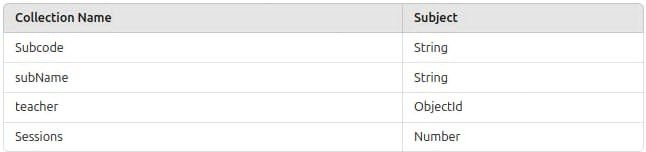 Collection Name Subject
Subcode String
subName String
teacher ObjectId
Sessions Number